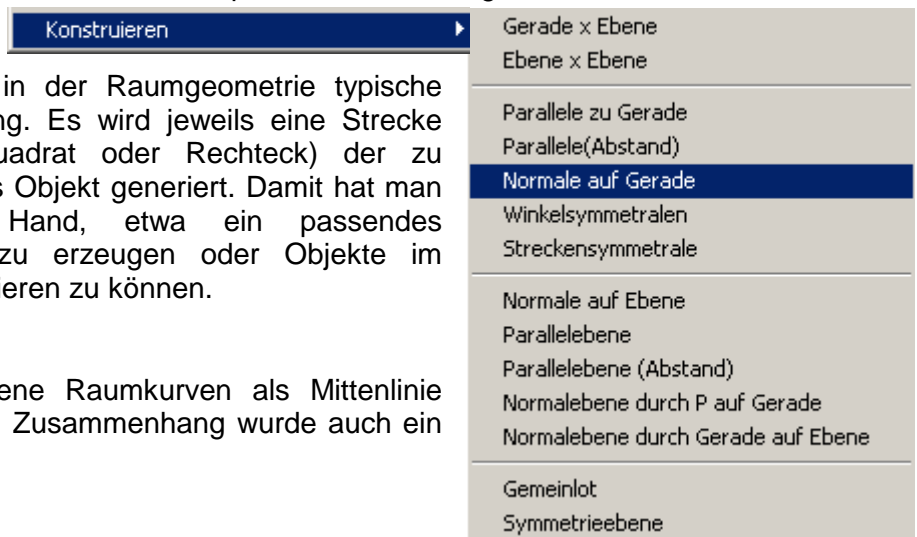 Konstruieren
in der Raumgeometrie typische
ng. Es wird jeweils eine Strecke
uadrat oder Rechteck) der zu
s Objekt generiert. Damit hat man
Hand, etwa ein passendes
zu erzeugen oder Objekte im
ieren zu können.
ene Raumkurven als Mittenlinie
Zusammenhang wurde auch ein
Gerade x Ebene
Ebene x Ebene
Parallele zu Gerade
Parallele(Abstand)
Normale auf Gerade
Winkelsymmetralen
Streckensymmetrale
Normale auf Ebene
Parallelebene
Parallelebene (Abstand)
Normalebene durch P auf Gerade
Normalebene durch Gerade auf Ebene
Gemeinlot
Symmetrieebene